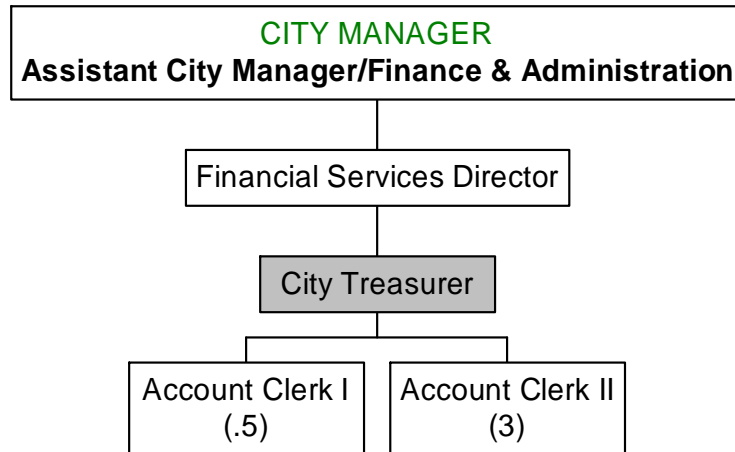 CITY MANAGER
Assistant City Manager/Finance & Administration
Financial Services Director
City Treasurer
Account Clerk I
(.5)
Account Clerk II
(3)